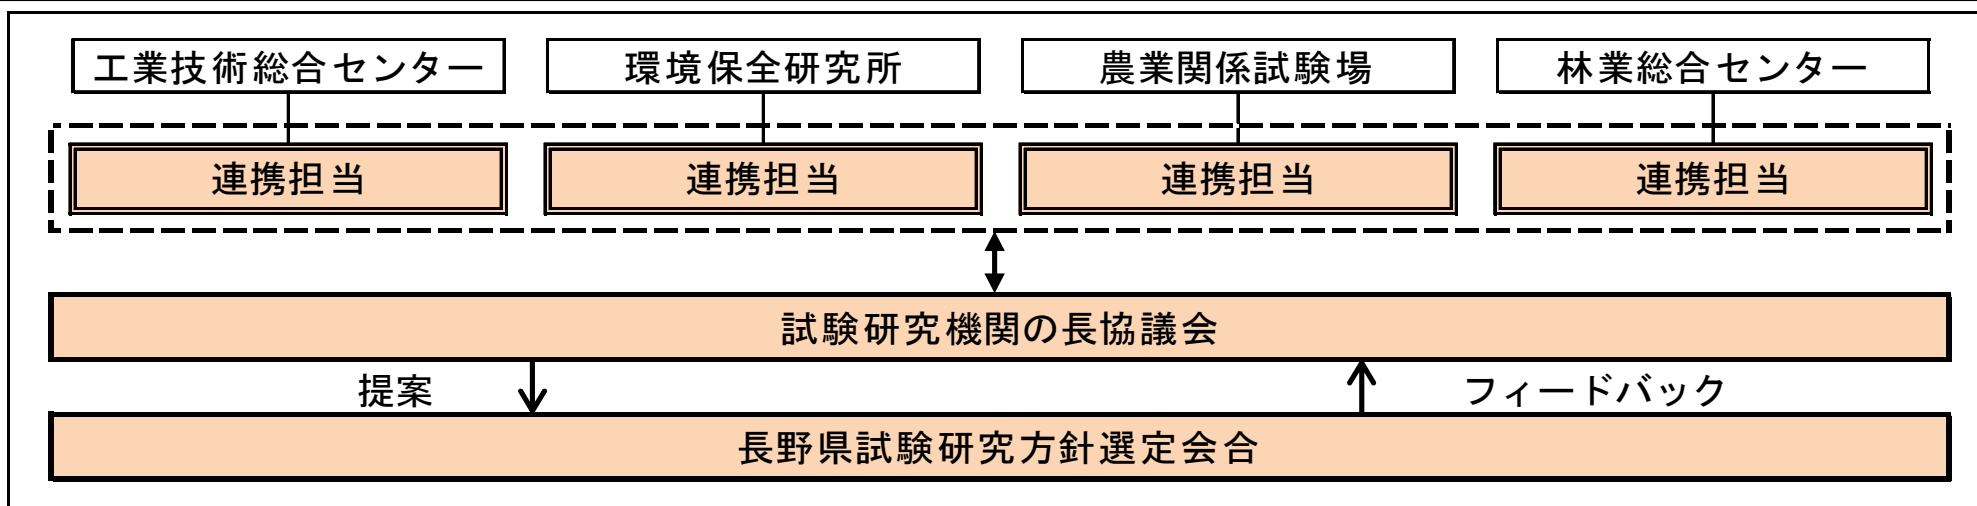 工業技術総合センター
環境保全研究所
農業関係試験場
林業総合センター
連携担当
連携担当
連携担当
連携担当
試験研究機関の長協議会
提案
フィードバック
長野県試験研究方針選定会合